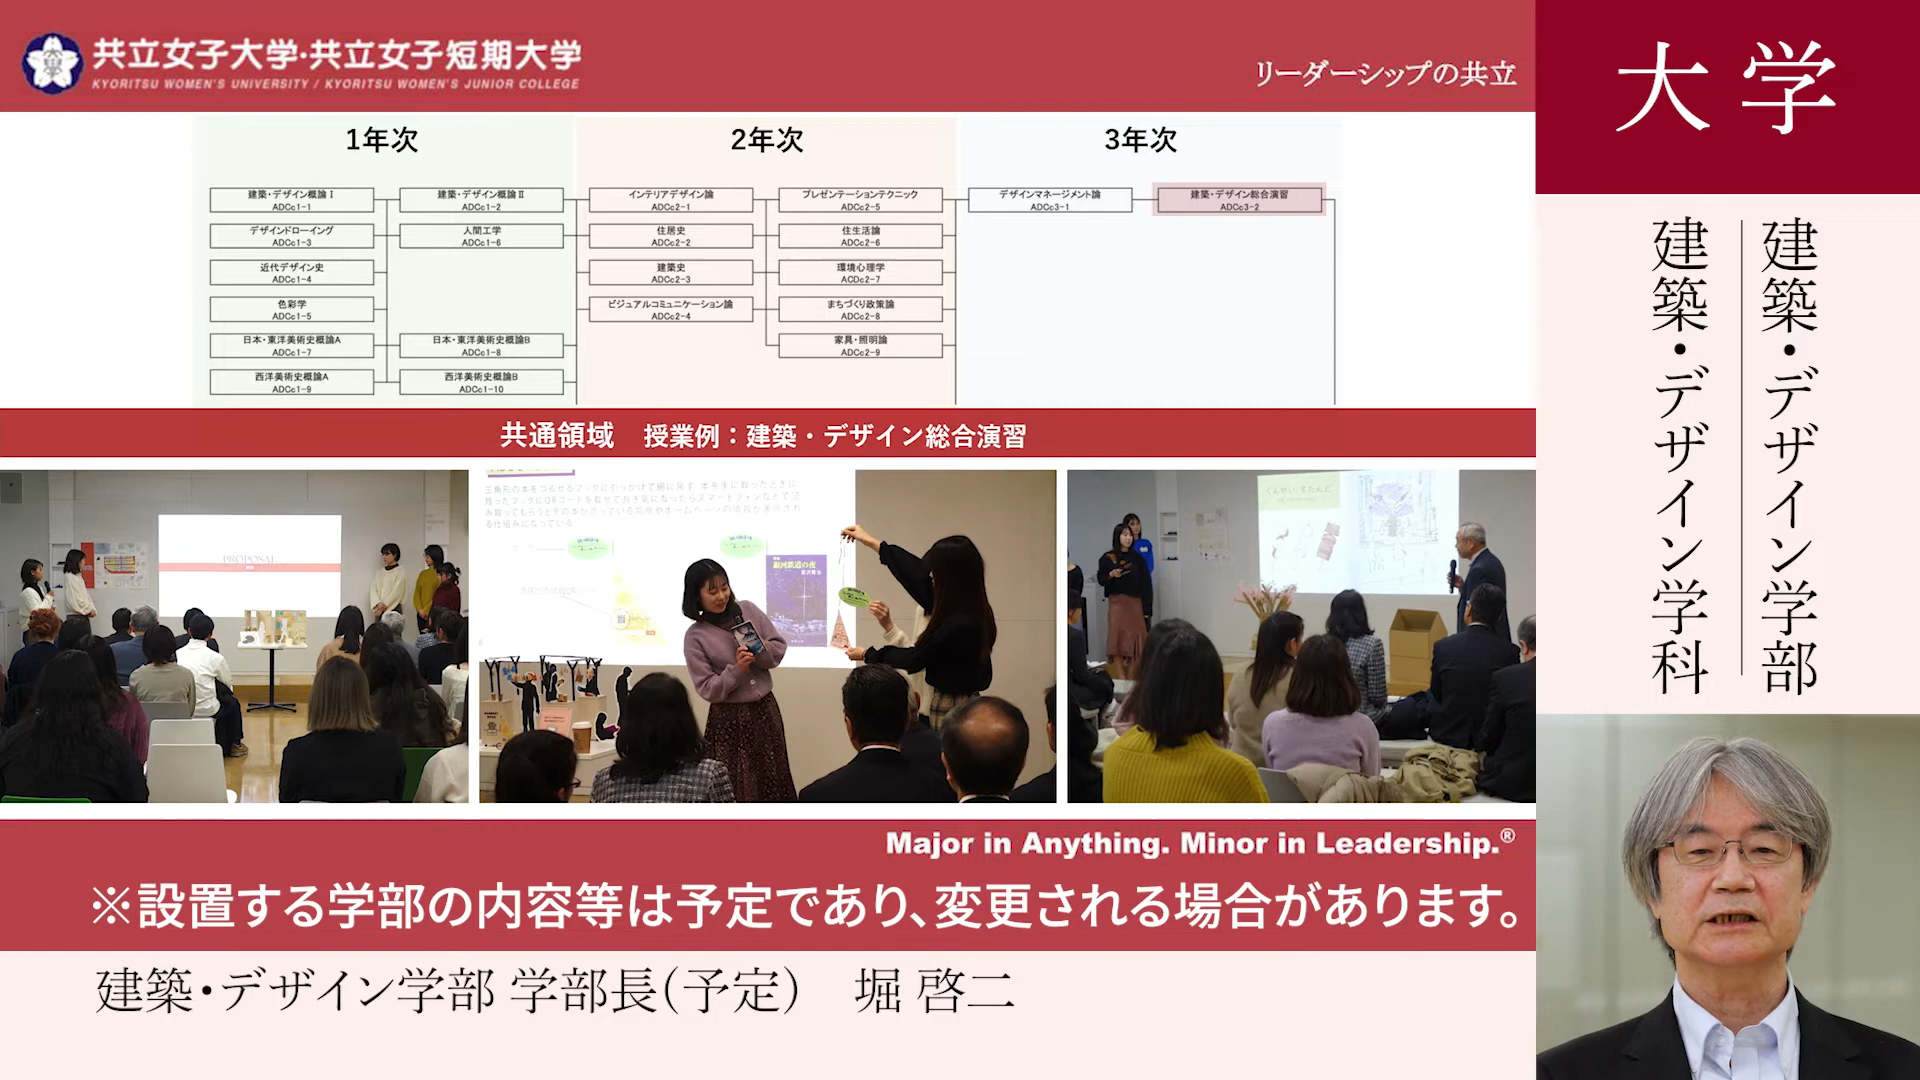 共立女子大学・共立女子短期大学
KYORITSU WOMEN'S UNIVERSITY / KYORITSU WOMEN'S JUNIOR COLLEGE
リーダーシップの共立
大学
建築・デザイン学部
建築・デザイン学科
1年次
2年次
3年次
建築・デザイン概論Ⅰ
ADCc1-1
建築・デザイン概論Ⅱ
ADCc1-2
インテリアデザイン論
ADCc2-1
プレゼンテーションテクニック
ADCc2-5
デザインマネージメント論
ADCc3-1
建築・デザイン総合演習
ADCc3-2
デザインドローイング
ADCc1-3
人間工学
ADCc1-6
住居史
ADCc2-2
住生活論
ADCc2-6
近代デザイン史
ADCc1-4
建築史
ADCc2-3
環境心理学
ACDc2-7
色彩学
ADCc1-5
ビジュアルコミュニケーション論
ADCc2-4
まちづくり政策論
ADCc2-8
日本・東洋美術史概論A
ADCc1-7
日本・東洋美術史概論B
ADCc1-8
家具・照明論
ADCc2-9
西洋美術史概論A
ADCc1-9
西洋美術史概論B
ADCc1-10
共通領域　授業例：建築・デザイン総合演習
PROPOSAL
銀河鉄道の夜
Major in Anything. Minor in Leadership.®
※設置する学部の内容等は予定であり、変更される場合があります。
建築・デザイン学部 学部長(予定)　堀 啓二